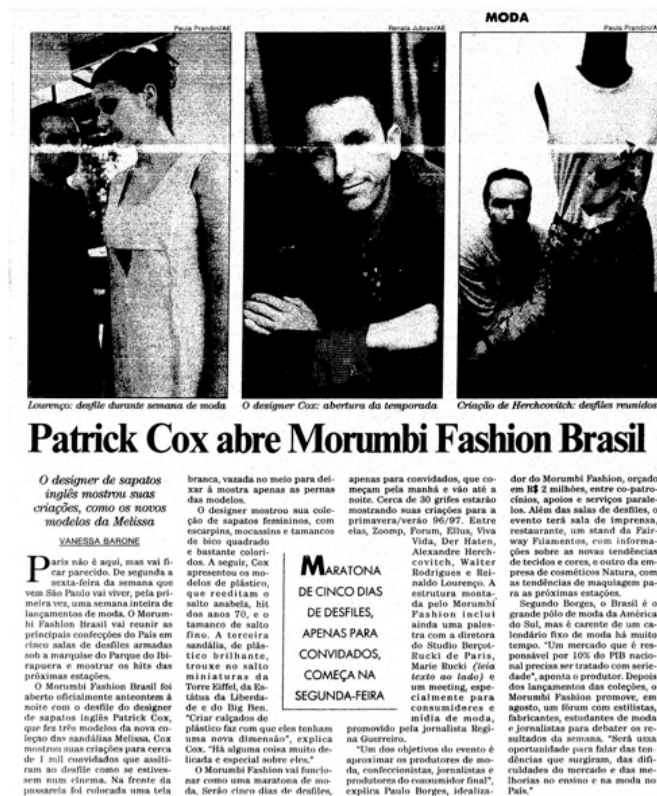 MODA
Paula Prandini/AE
Renata Jubran/AE
Paula Prandini/A
Lourenço: desfile durante semana de moda
O designer Cox: abertura da temporada
Criação de Herchcovitch: desfiles reunidos
Patrick Cox abre Morumbi Fashion Brasil
O designer de sapatos
inglês mostrou suas
criações, como os novos
modelos da Melissa
VANESSA BARONE
Paris não é aqui, mas vai fi-
car parecido. De segunda a
sexta-feira da semana que
vem São Paulo vai viver, pela pri-
meira vez, uma semana inteira de
lançamentos de moda. O Morum-
bi Fashion Brasil vai reunir as
principais confecções do País em
cinco salas de desfiles armadas
sob a marquise do Parque do Ibi-
rapuera e mostrar os hits das
próximas estações.
O Morumbi Fashion Brasil foi
aberto oficialmente anteontem à
noite com o desfile do designer
de sapatos inglês Patrick Cox,
que fez três modelos da nova co-
leção das sandálias Melissa. Cox
mostrou suas criações para cerca
de 1 mil convidados que assiti-
ram ao desfile como se estives-
sem num cinema. Na frente da
passarela foi colocada uma tela
branca, vazada no meio para dei-
xar à mostra apenas as pernas
das modelos.
O designer mostrou sua cole-
ção de sapatos femininos, com
escarpins, mocassins e tamancos
de bico quadrado
e bastante colori-
dos. A seguir, Cox
apresentou os mo-
delos de plástico,
que reeditam o
salto anabela, hit
dos anos 70, e o
tamanco de salto
fino. A terceira
sandália, de plás-
tico brilhante,
trouxe no salto
miniaturas da
Torre Eiffel, da Es-
tátua da Liberda-
de e do Big Ben.
"Criar calçados de
plástico faz com que eles tenham
uma nova dimensão", explica
Cox. "Há alguma coisa muito de-
licada e especial sobre eles."
O Morumbi Fashion vai funcio-
nar como uma maratona de mo-
da. Serão cinco dias de desfiles,
MARATONA
DE CINCO DIAS
DE DESFILES,
APENAS PARA
CONVIDADOS,
COMEÇA NA
SEGUNDA-FEIRA
apenas para convidados, que co-
meçam pela manhã e vão até a
noite. Cerca de 30 grifes estarão
mostrando suas criações para a
primavera/verão 96/97. Entre
elas, Zoomp, Forum, Ellus, Viva
Vida, Der Haten,
Alexandre Herch-
covitch, Walter
Rodrigues e Rei-
naldo Lourenço. A
estrutura monta-
da pelo Morumbi
Fashion inclui
ainda uma pales-
tra com a diretora
do Studio Berçot-
Rucki de Paris,
Marie Rucki (leia
texto ao lado) e
um meeting, espe-
cialmente para
consumideres e
mídia de moda,
promovido pela jornalista Regi-
na Guerreiro.
"Um dos objetivos do evento é
aproximar os produtores de mo-
da, confeccionistas, jornalistas e
produtores do consumidor final",
explica Paulo Borges, idealiza-
dor do Morumbi Fashion, orçado
em R$ 2 milhões, entre co-patro-
cínios, apoios e serviços parale-
los. Além das salas de desfiles, o
evento terá sala de imprensa,
restaurante, um stand da Fair-
way Fiiamentos, com informa-
ções sobre as novas tendências
de tecidos e cores, e outro da em-
presa de cosméticos Natura, com
as tendências de maquiagem pa-
ra as próximas estações.
Segundo Borges, o Brasil é o
grande pólo de moda da América
do Sul, mas é carente de um ca-
lendário fixo de moda há muito
tempo. "Um mercado que é res-
ponsável por 10% do PIB nacio-
nal precisa ser tratado com serie-
dade", aponta o produtor. Depois
dos lançamentos das coleções, o
Morumbi Fashion promove, em
agosto, um fórum com estilistas,
fabricantes, estudantes de moda
e jornalistas para debater os re-
sultados da semana. "Será uma
oportunidade para falar das ten-
dências que surgiram, das difi-
culdades do mercado e das me-
lhorias no ensino e na moda no
País."